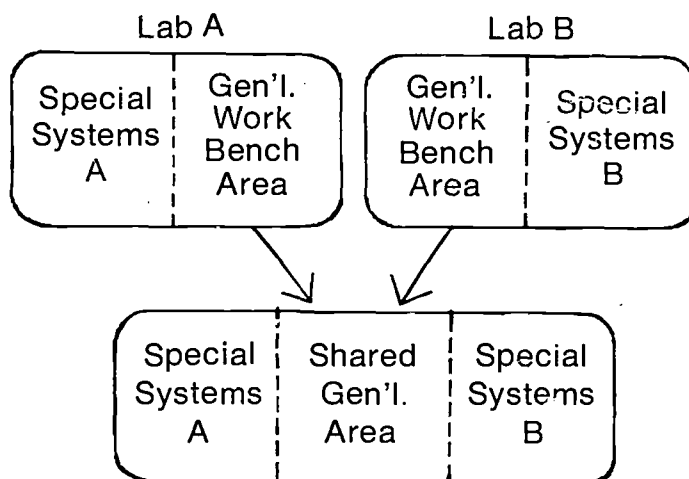 Lab A
Lab B
Special
Systems
A
Gen'l.
Work
Bench
Area
Gen'l.
Work
Bench
Area
Special
Systems
B
Special
Systems
A
Shared
Gen'l.
Area
Special
Systems
B